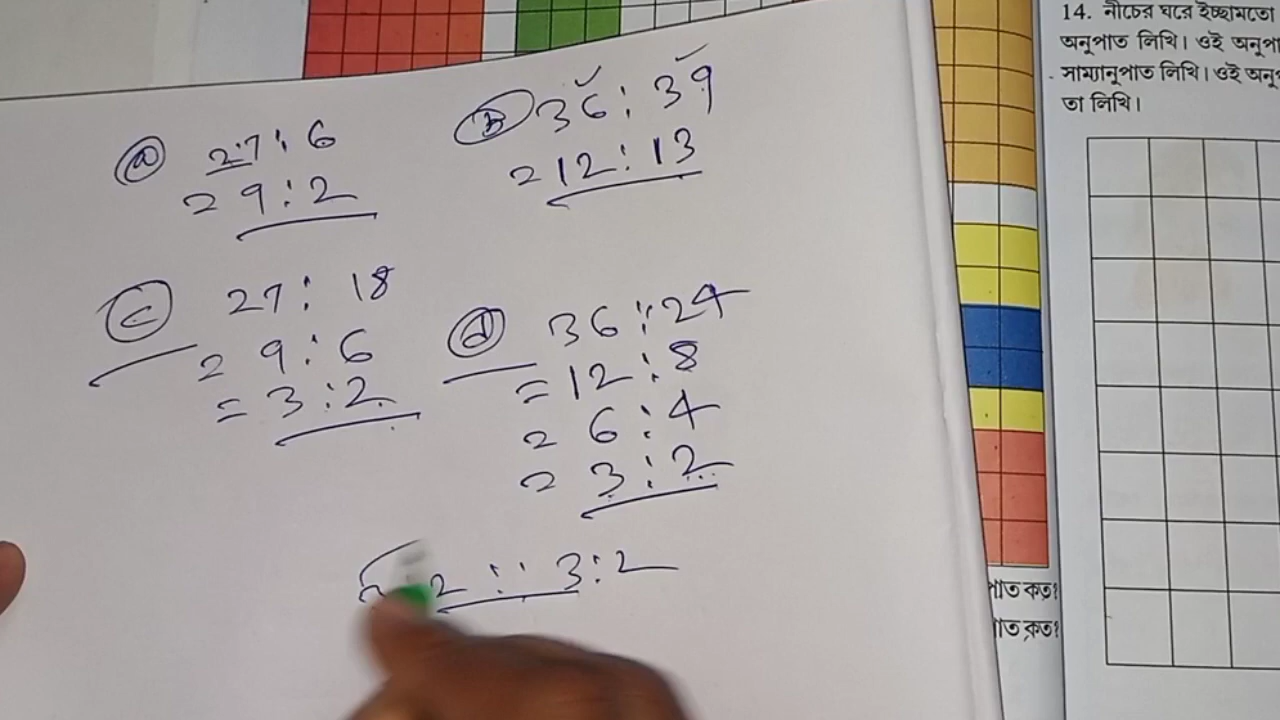 ⓐ 27 : 6
= 9 : 2
ⓑ 36 : 39
= 12 : 13
ⓒ 27 : 18
= 9 : 6
= 3 : 2
ⓓ 36 : 24
= 12 : 8
= 6 : 4
= 3 : 2
2 :: 3 : 2
14. নীচের ঘরে ইচ্ছামতো
অনুপাত লিখি। ওই অনুপা
সাম্যানুপাত লিখি। ওই অনু
তা লিখি।
পাত কত?
পাত কত?